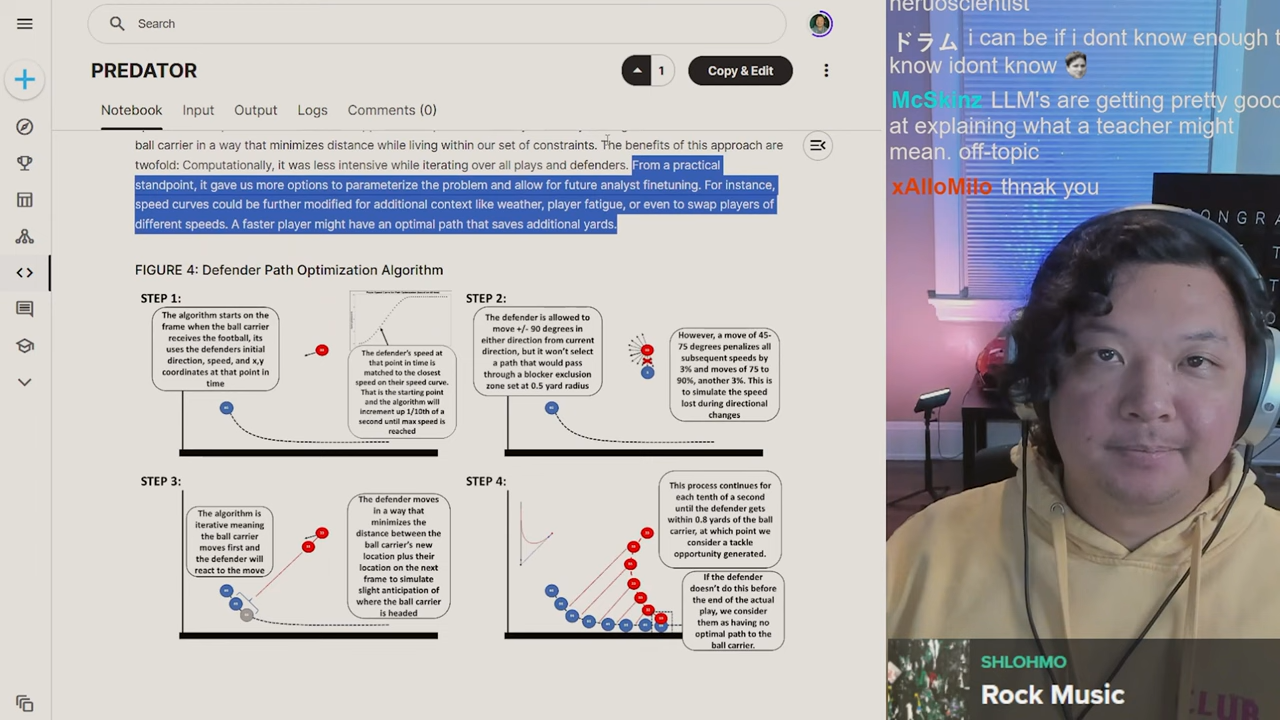 Search
PREDATOR
1
Copy & Edit
Notebook
Input
Output
Logs
Comments (0)
ball carrier in a way that minimizes distance while living within our set of constraints. The benefits of this approach are
twofold: Computationally, it was less intensive while iterating over all plays and defenders. From a practical
standpoint, it gave us more options to parameterize the problem and allow for future analyst finetuning. For instance,
speed curves could be further modified for additional context like weather, player fatigue, or even to swap players of
different speeds. A faster player might have an optimal path that saves additional yards.
FIGURE 4: Defender Path Optimization Algorithm
STEP 1:
The algorithm starts on the
frame when the ball carrier
receives the football, its
uses the defenders initial
direction, speed, and x,y
coordinates at that point in
time
The defender's speed at
that point in time is
matched to the closest
speed on their speed curve.
That is the starting point
and the algorithm will
increment up 1/10th of a
second until max speed is
reached
STEP 2:
The defender is allowed to
move +/- 90 degrees in
either direction from current
direction, but it won't select
a path that would pass
through a blocker exclusion
zone set at 0.5 yard radius
However, a move of 45-
75 degrees penalizes all
subsequent speeds by
3% and moves of 75 to
90%, another 3%. This is
to simulate the speed
lost during directional
changes
STEP 3:
The algorithm is
iterative meaning
the ball carrier
moves first and
the defender will
react to the move
The defender moves
in a way that
minimizes the
distance between the
ball carrier's new
location plus their
location on the next
frame to simulate
slight anticipation of
where the ball carrier
is headed
STEP 4:
This process continues for
each tenth of a second
until the defender gets
within 0.8 yards of the ball
carrier, at which point we
consider a tackle
opportunity generated.
If the defender
doesn't do this before
the end of the actual
play, we consider
them as having no
optimal path to the
ball carrier.
neruoscientist
ドラム i can be if i dont know enough t
know idont know
McSkinz LLM's are getting pretty good
at explaining what a teacher might
mean. off-topic
xAlloMilo thnak you
ONGRA
SHLOHMO
Rock Music